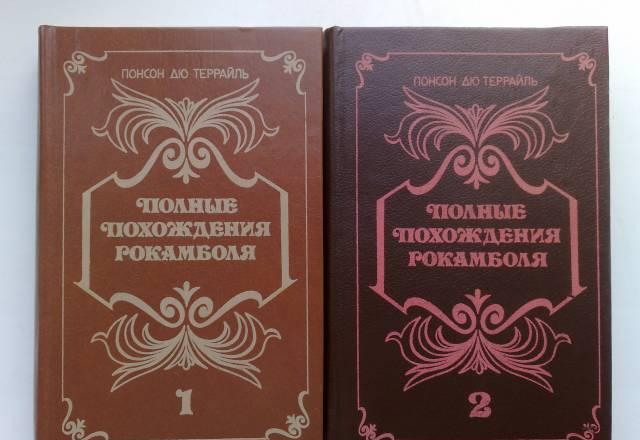 ПОНСОН ДЮ ТЕРРАЙЛЬ
ПОЛНЫЕ
ПОХОЖДЕНИЯ
РОКАМБОЛЯ
1
ПОНСОН ДЮ ТЕРРАЙЛЬ
ПОЛНЫЕ
ПОХОЖДЕНИЯ
РОКАМБОЛЯ
2